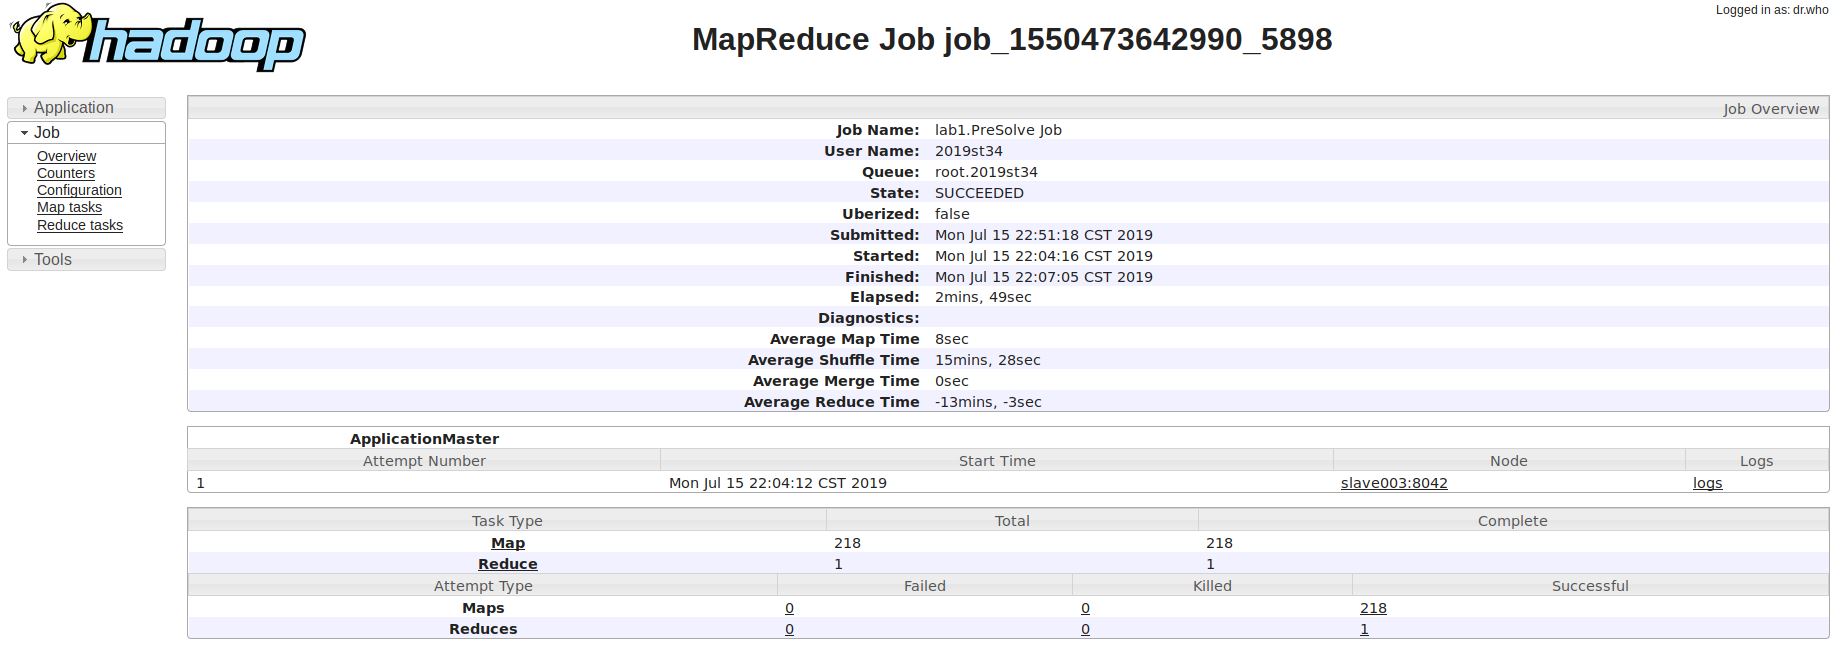 Logged in as: dr.who
hadoop
MapReduce Job job_1550473642990_5898
Application
Job
Overview
Counters
Configuration
Map tasks
Reduce tasks
Tools
Job Overview
Job Name: lab1.PreSolve Job
User Name: 2019st34
Queue: root.2019st34
State: SUCCEEDED
Uberized: false
Submitted: Mon Jul 15 22:51:18 CST 2019
Started: Mon Jul 15 22:04:16 CST 2019
Finished: Mon Jul 15 22:07:05 CST 2019
Elapsed: 2mins, 49sec
Diagnostics:
Average Map Time 8sec
Average Shuffle Time 15mins, 28sec
Average Merge Time 0sec
Average Reduce Time -13mins, -3sec
ApplicationMaster
Attempt Number Start Time Node Logs
1 Mon Jul 15 22:04:12 CST 2019 slave003:8042 logs
Task Type Total Complete
Map 218 218
Reduce 1 1
Attempt Type Failed Killed Successful
Maps 0 0 218
Reduces 0 0 1